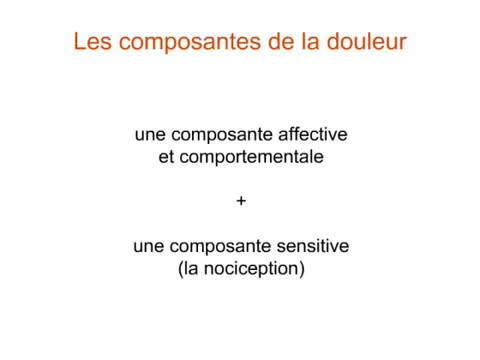 Les composantes de la douleur
une composante affective
et comportementale
+
une composante sensitive
(la nociception)